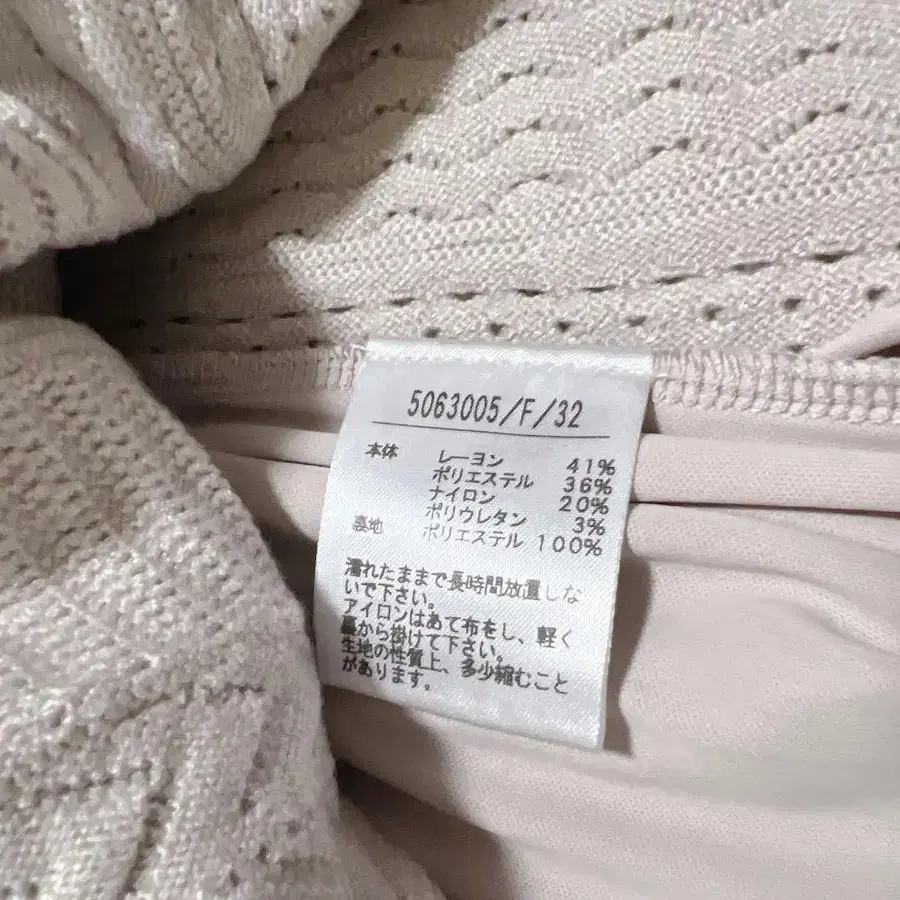 5063005/F/32
本体 レーヨン 41%
ポリエステル 36%
ナイロン 20%
ポリウレタン 3%
裏地 ポリエステル 100%
濡れたままで長時間放置しな
いで下さい。
アイロンはあて布をし、軽く
裏から掛けて下さい。
生地の性質上、多少縮むこと
があります。